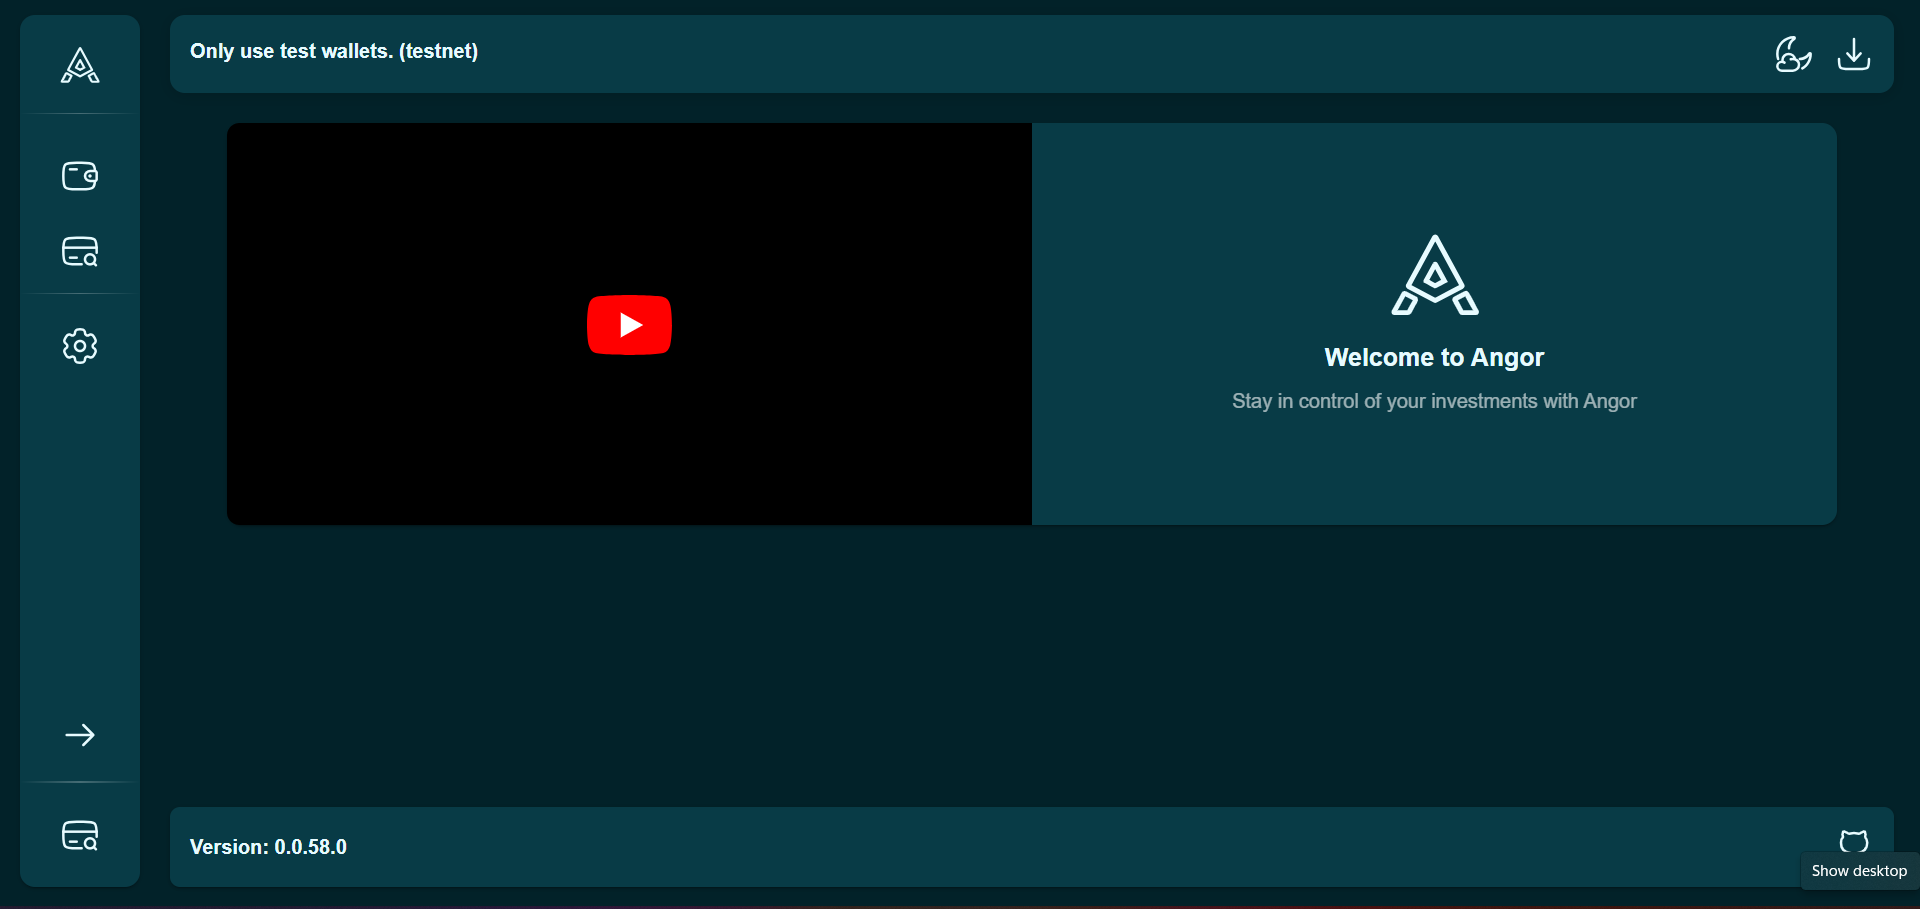 Only use test wallets. (testnet)
Welcome to Angor
Stay in control of your investments with Angor
Version: 0.0.58.0
Show desktop